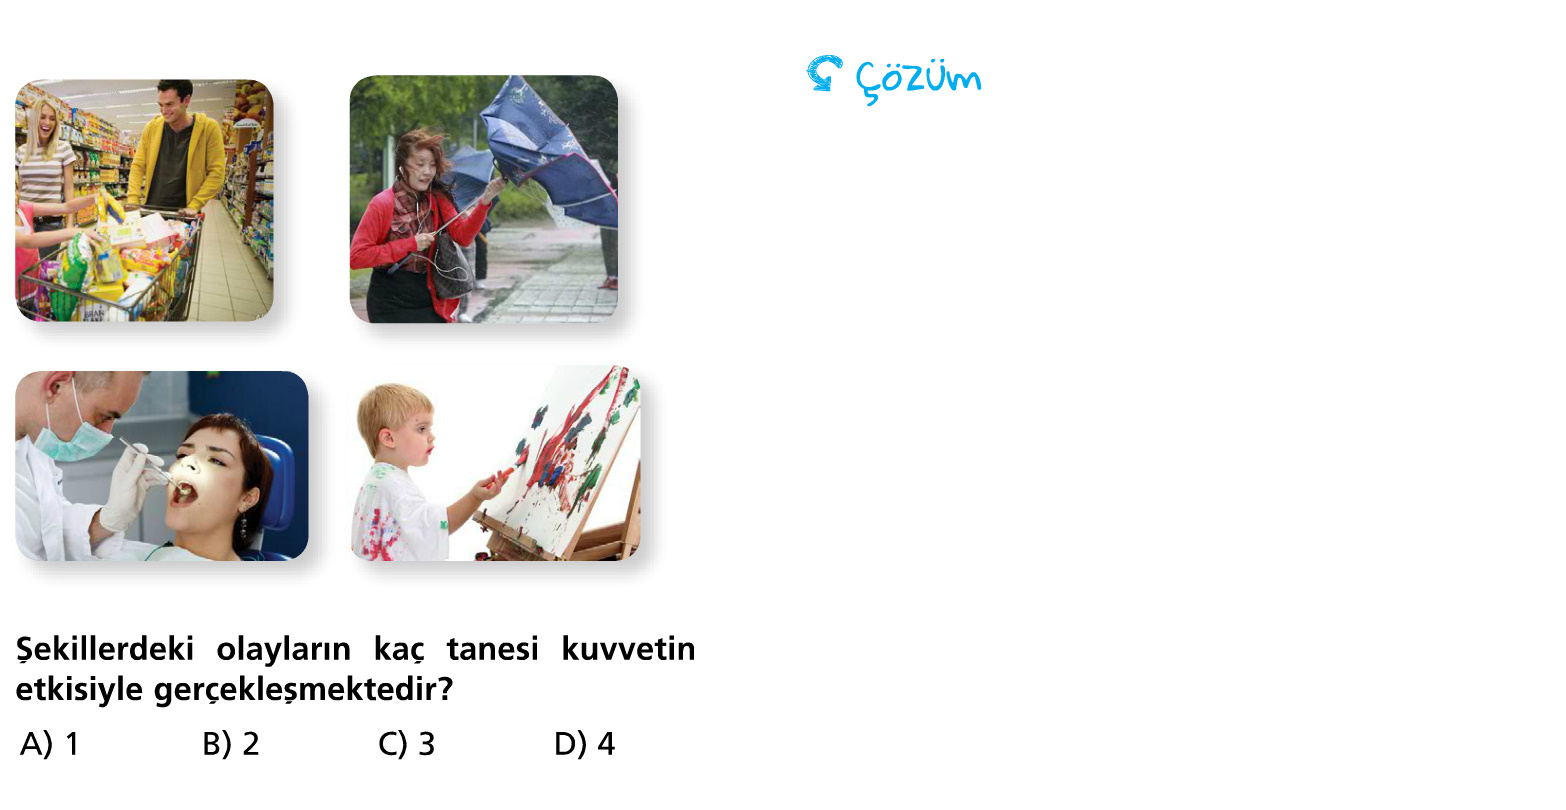 Çözüm
Şekillerdeki olayların kaç tanesi kuvvetin
etkisiyle gerçekleşmektedir?
A) 1 B) 2 C) 3 D) 4